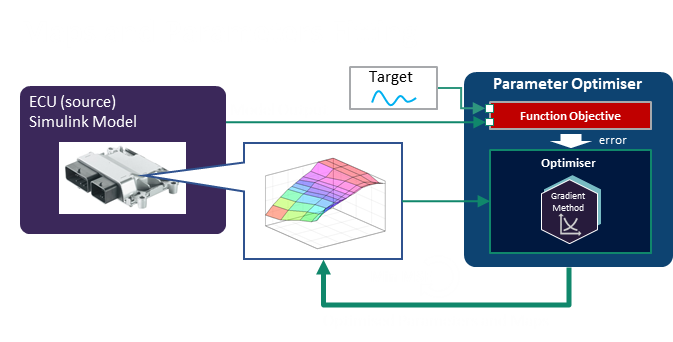 ECU (source)
Simulink Model
Target
Parameter Optimiser
Function Objective
error
Optimiser
Gradient
Method